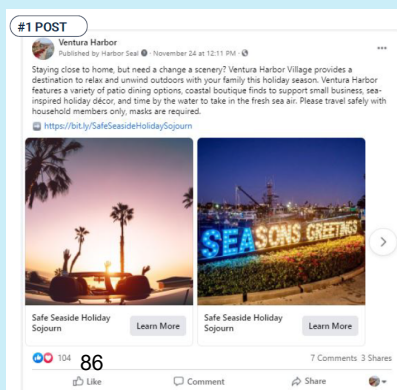 #1 POST
Ventura Harbor
Published by Harbor Seal · November 24 at 12:11 PM ·
Staying close to home, but need a change a scenery? Ventura Harbor Village provides a
destination to relax and unwind outdoors with your family this holiday season. Ventura Harbor
features a variety of patio dining options, coastal boutique finds to support small business, sea-
inspired holiday décor, and time by the water to take in the fresh sea air. Please travel safely with
household members only, masks are required.
https://bit.ly/SafeSeasideHolidaySojourn
SEASONS GREETINGS
Safe Seaside Holiday
Sojourn
Learn More
Safe Seaside Holiday
Sojourn
Learn More
104
86
7 Comments 3 Shares
Like
Comment
Share